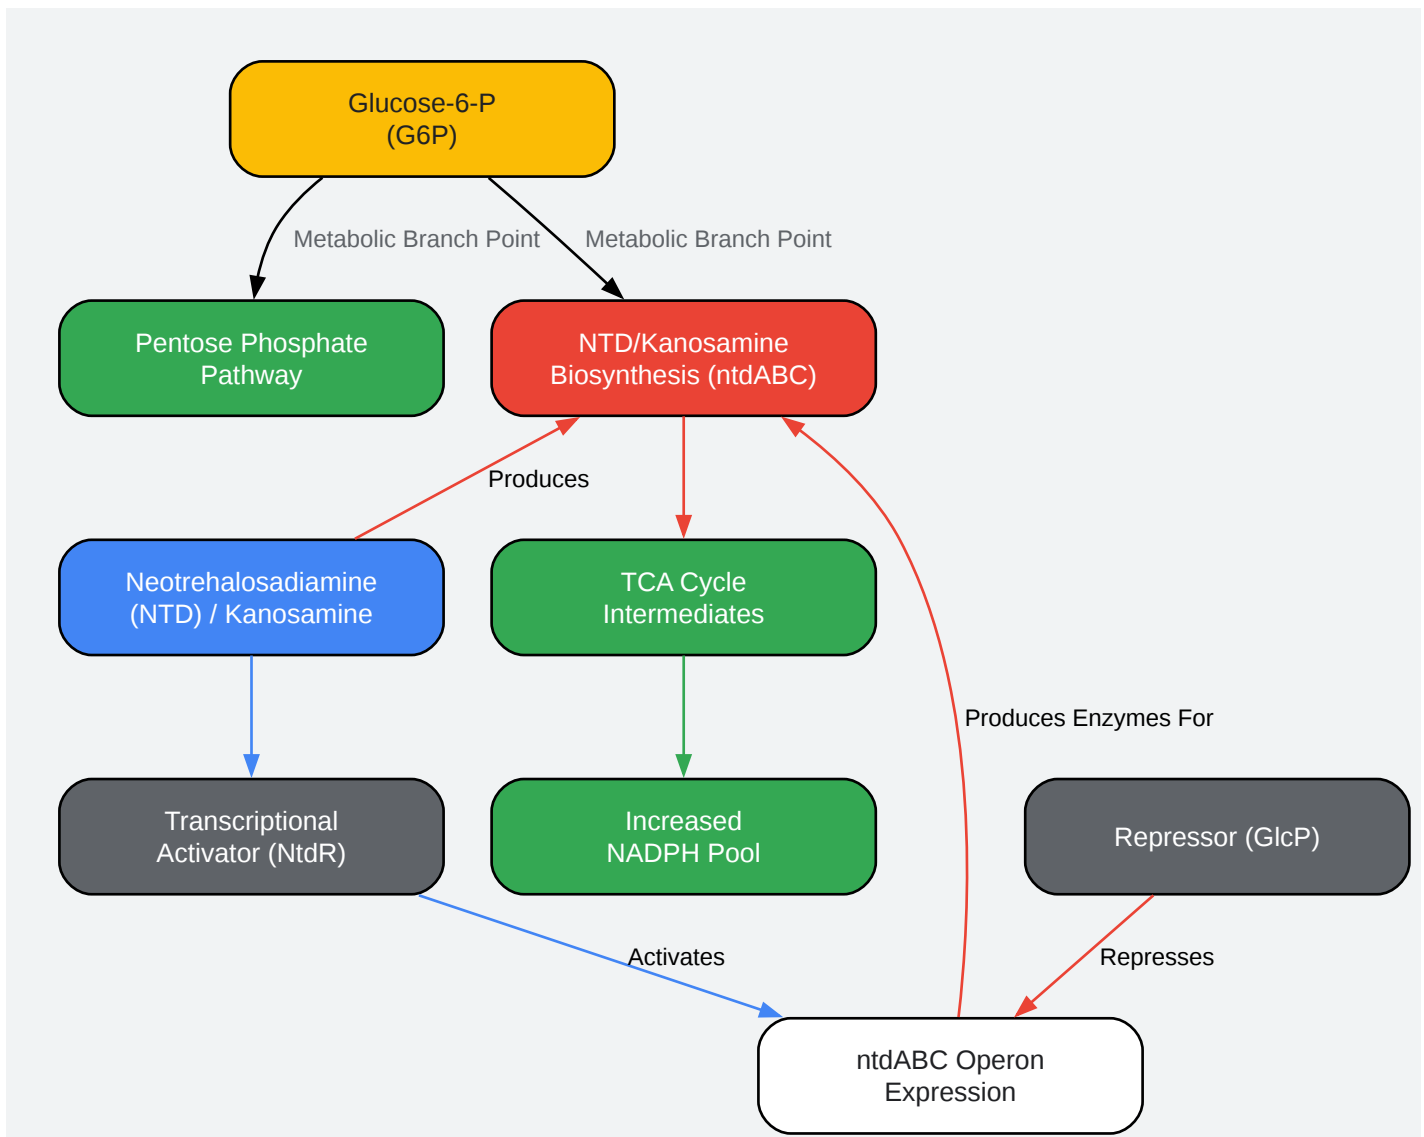 Glucose-6-P
(G6P)
Metabolic Branch Point
Metabolic Branch Point
Pentose Phosphate
Pathway
NTD/Kanosamine
Biosynthesis (ntdABC)
Produces
Neotrehalosadiamine
(NTD) / Kanosamine
TCA Cycle
Intermediates
Produces Enzymes For
Transcriptional
Activator (NtdR)
Increased
NADPH Pool
Repressor (GlcP)
Activates
Represses
ntdABC Operon
Expression